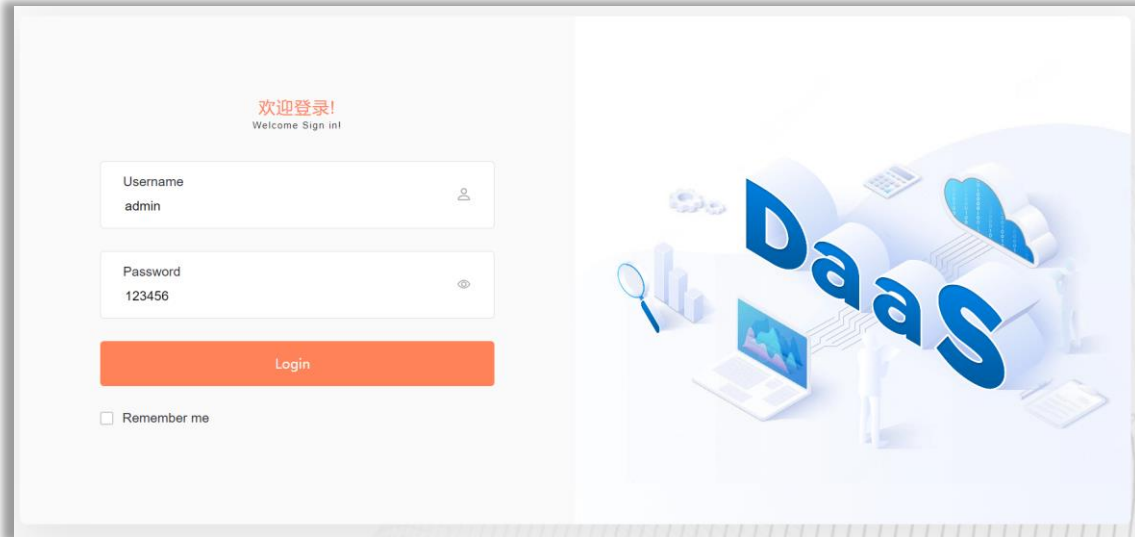 欢迎登录!
Welcome Sign in!
Username
admin
Password
123456
Login
Remember me
DaaS